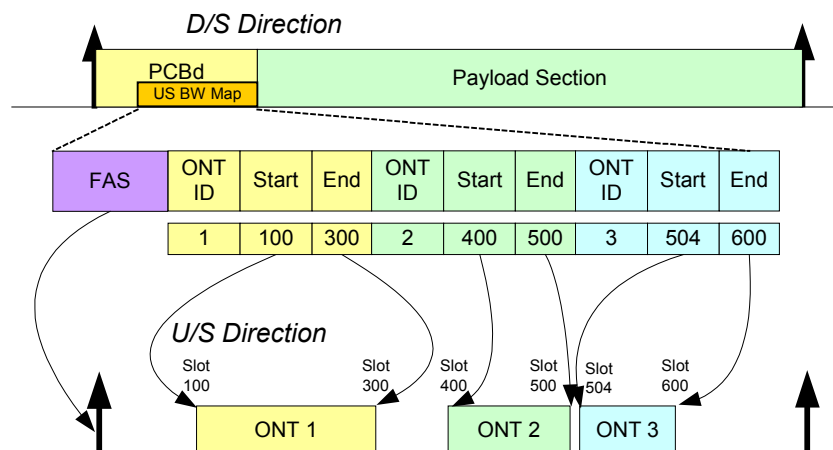 D/S Direction
PCBd
Payload Section
US BW Map
FAS
ONT ID
Start
End
ONT ID
Start
End
ONT ID
Start
End
1
100
300
2
400
500
3
504
600
U/S Direction
Slot 100
Slot 300
Slot 400
Slot 500
Slot 504
Slot 600
ONT 1
ONT 2
ONT 3